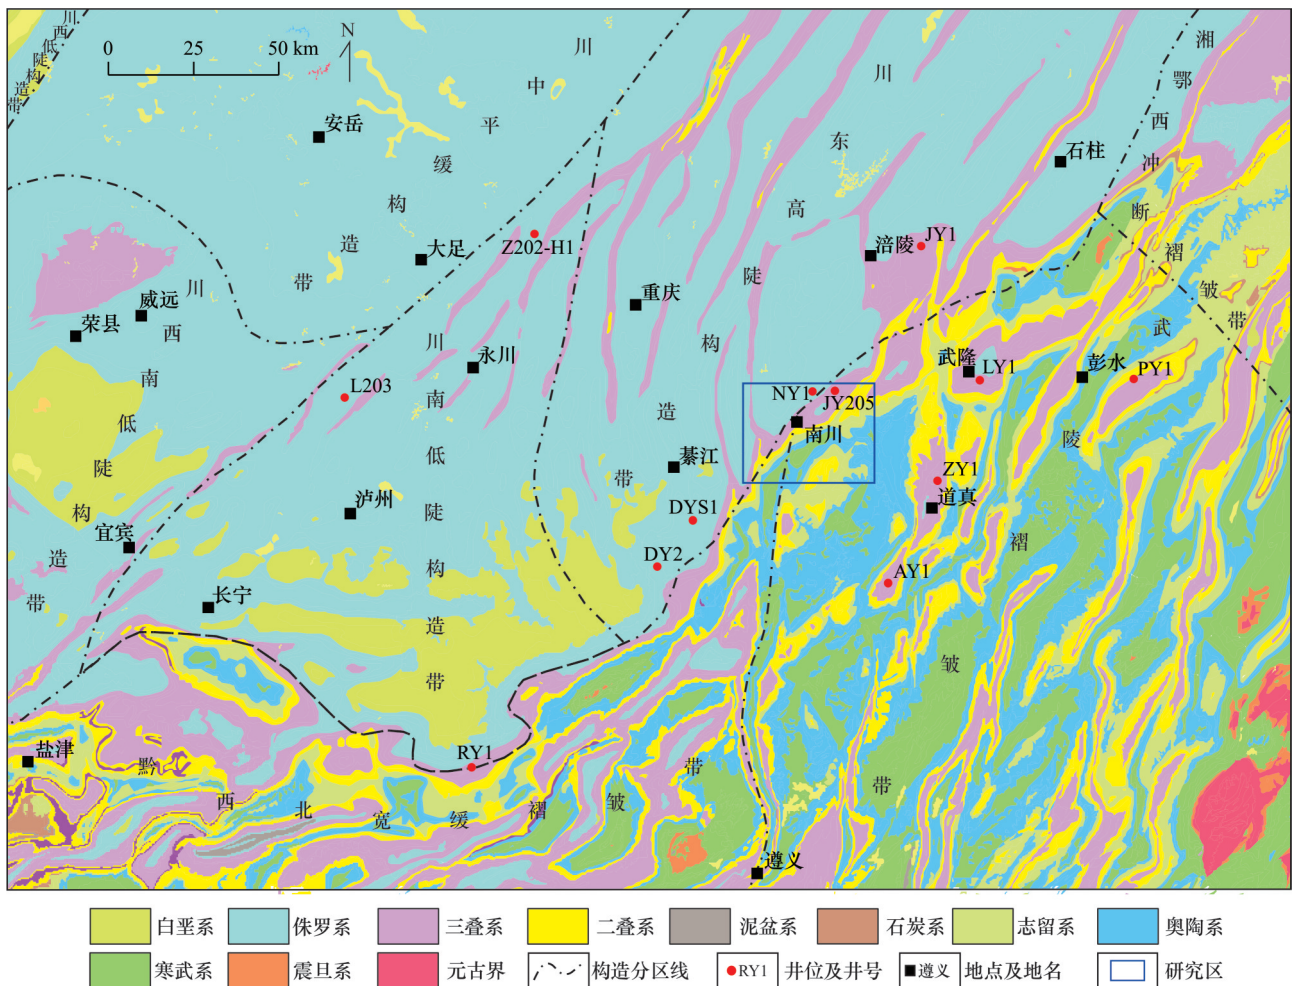 川西低陡构造带
0 25 50 km
N
川中平缓构造带
川东高陡构造带
湘鄂西冲断褶皱带
安岳
石柱
大足
Z202-H1
涪陵
JY1
威远
荣县
重庆
川西南低陡构造带
川南低陡构造带
永川
L203
武隆
LY1
彭水
PY1
NY1
JY205
南川
武陵褶皱带
綦江
ZY1
道真
泸州
DYS1
宜宾
DY2
AY1
长宁
RY1
盐津
黔西北宽缓褶皱带
遵义
白垩系 侏罗系 三叠系 二叠系 泥盆系 石炭系 志留系 奥陶系
寒武系 震旦系 元古界 构造分区线 RY1 井位及井号 遵义 地点及地名 研究区